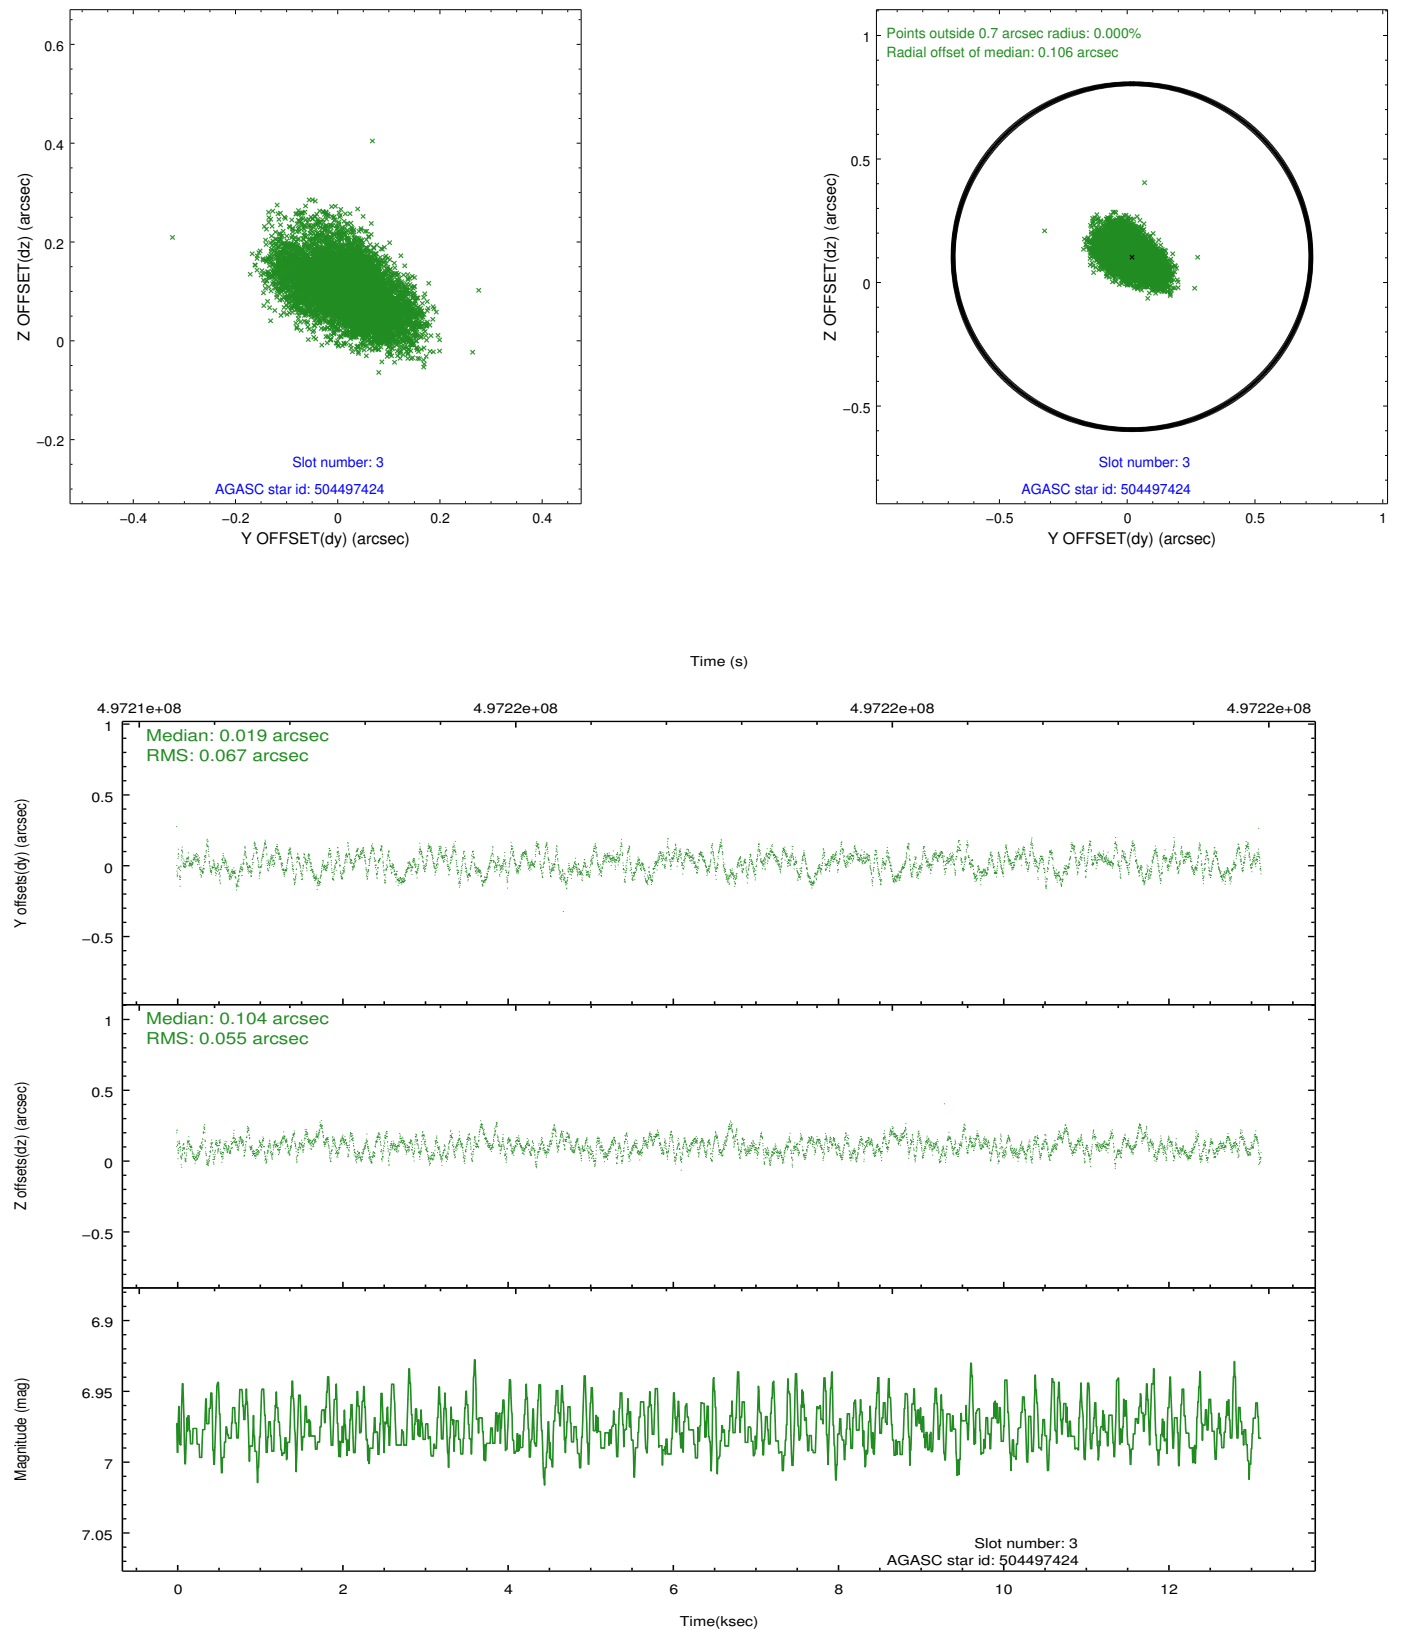 0.6
0.4
0.2
0
−0.2
−0.4
−0.2
0
0.2
0.4
Z OFFSET(dz) (arcsec)
Y OFFSET(dy) (arcsec)
Slot number: 3
AGASC star id: 504497424
Points outside 0.7 arcsec radius: 0.000%
Radial offset of median: 0.106 arcsec
1
0.5
0
−0.5
−0.5
0
0.5
1
Z OFFSET(dz) (arcsec)
Y OFFSET(dy) (arcsec)
Slot number: 3
AGASC star id: 504497424
Time (s)
4.9721e+08
4.9722e+08
4.9722e+08
4.9722e+08
Median: 0.019 arcsec
RMS: 0.067 arcsec
1
0.5
0
−0.5
Y offsets(dy) (arcsec)
Median: 0.104 arcsec
RMS: 0.055 arcsec
1
0.5
0
−0.5
Z offsets(dz) (arcsec)
6.9
6.95
7
7.05
Magnitude (mag)
Slot number: 3
AGASC star id: 504497424
0
2
4
6
8
10
12
Time(ksec)